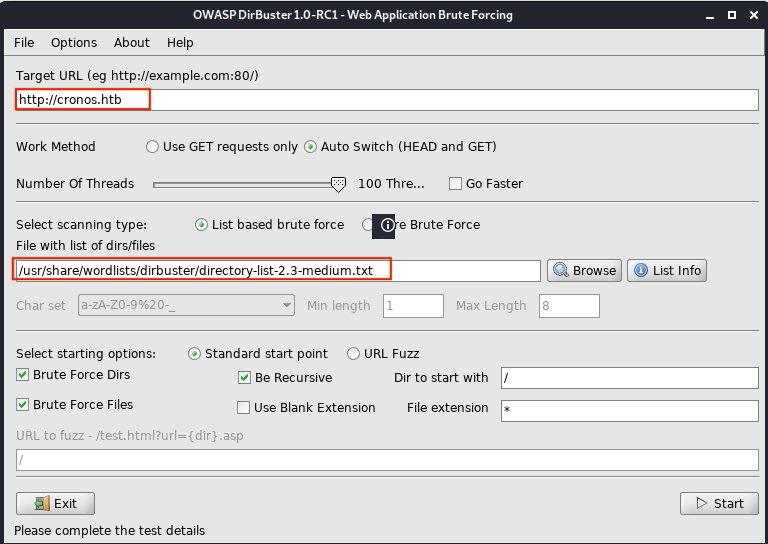 OWASP DirBuster 1.0-RC1 - Web Application Brute Forcing
File Options About Help
Target URL (eg http://example.com:80/)
http://cronos.htb
Work Method Use GET requests only Auto Switch (HEAD and GET)
Number Of Threads 100 Thre... Go Faster
Select scanning type: List based brute force re Brute Force
File with list of dirs/files
/usr/share/wordlists/dirbuster/directory-list-2.3-medium.txt Browse List Info
Char set a-zA-Z0-9%20-_ Min length 1 Max Length 8
Select starting options: Standard start point URL Fuzz
Brute Force Dirs Be Recursive Dir to start with /
Brute Force Files Use Blank Extension File extension *
URL to fuzz - /test.html?url={dir}.asp
/
Exit Start
Please complete the test details